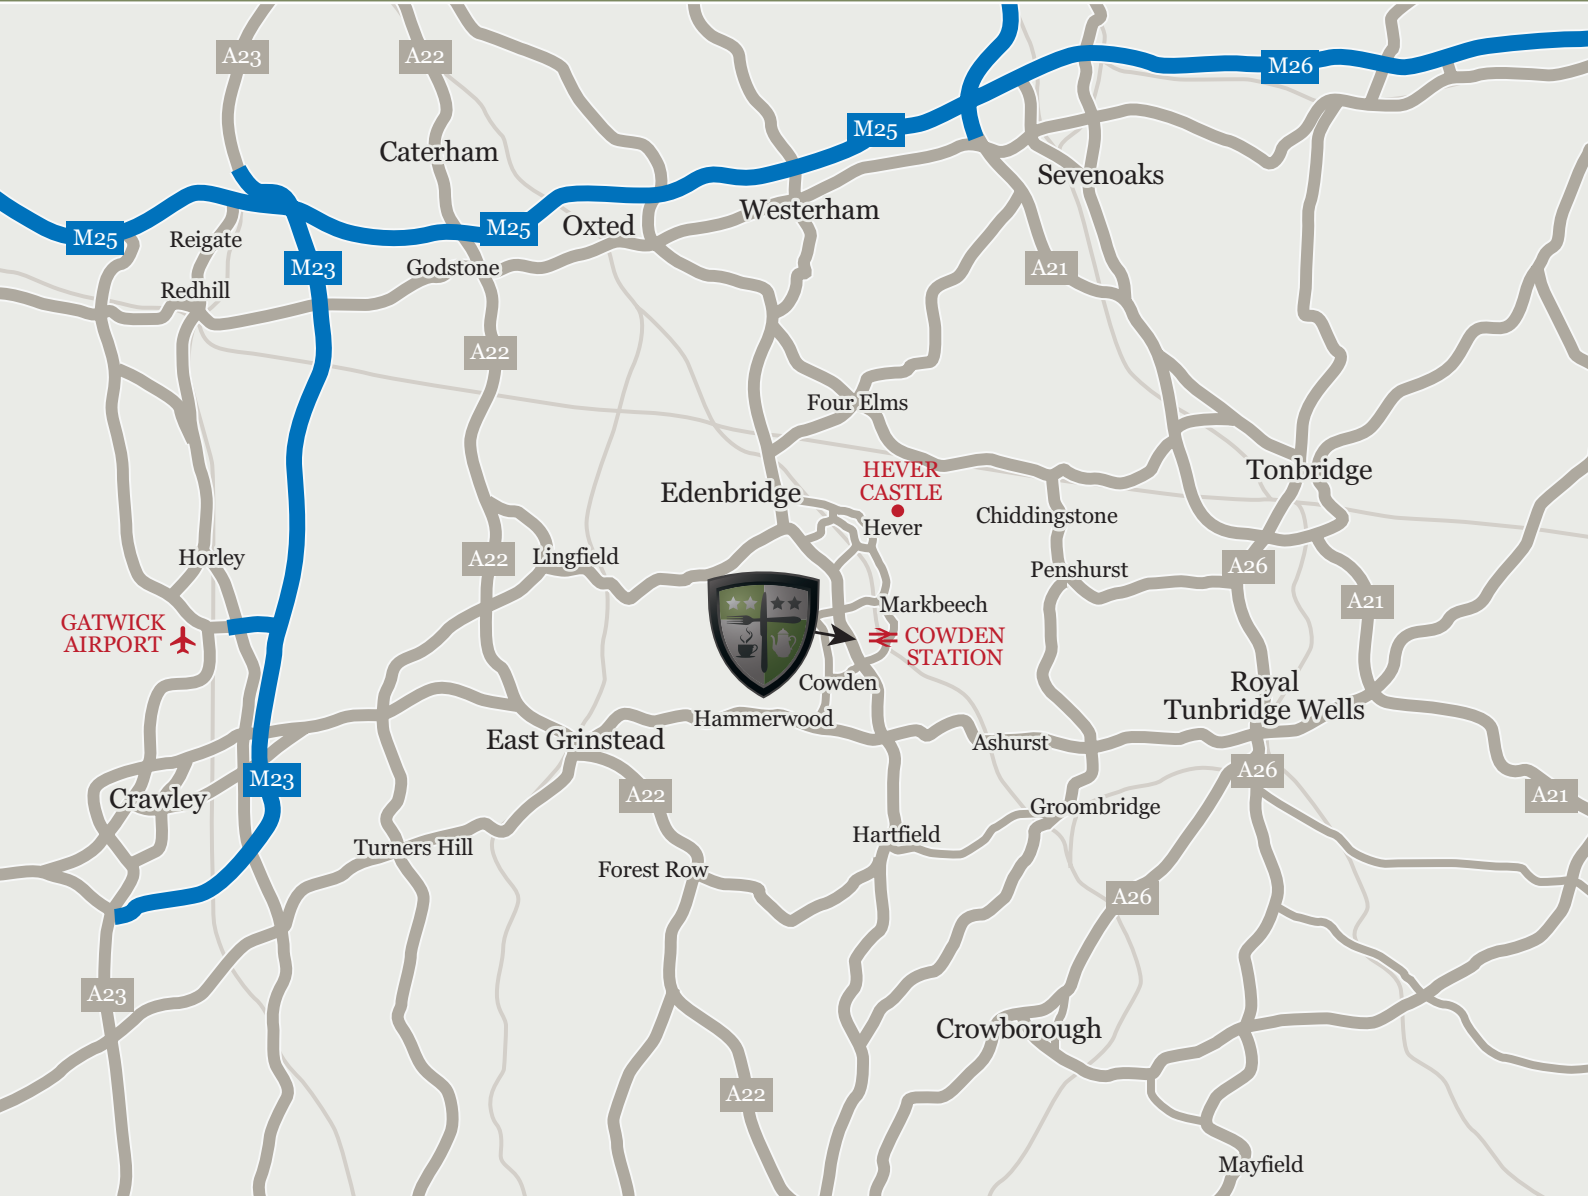 A23
A22
M26
M25
Caterham
Sevenoaks
Westerham
M25
Oxted
M25
Reigate
M23
Godstone
A21
Redhill
A22
Four Elms
HEVER
CASTLE
Tonbridge
Edenbridge
Hever
Chiddingstone
Horley
A22
Lingfield
Penshurst
A26
A21
Markbeech
GATWICK
AIRPORT
COWDEN
STATION
Cowden
Royal
Tunbridge Wells
Hammerwood
East Grinstead
Ashurst
M23
A26
Crawley
A22
A21
Groombridge
Hartfield
Turners Hill
Forest Row
A26
A23
Crowborough
A22
Mayfield